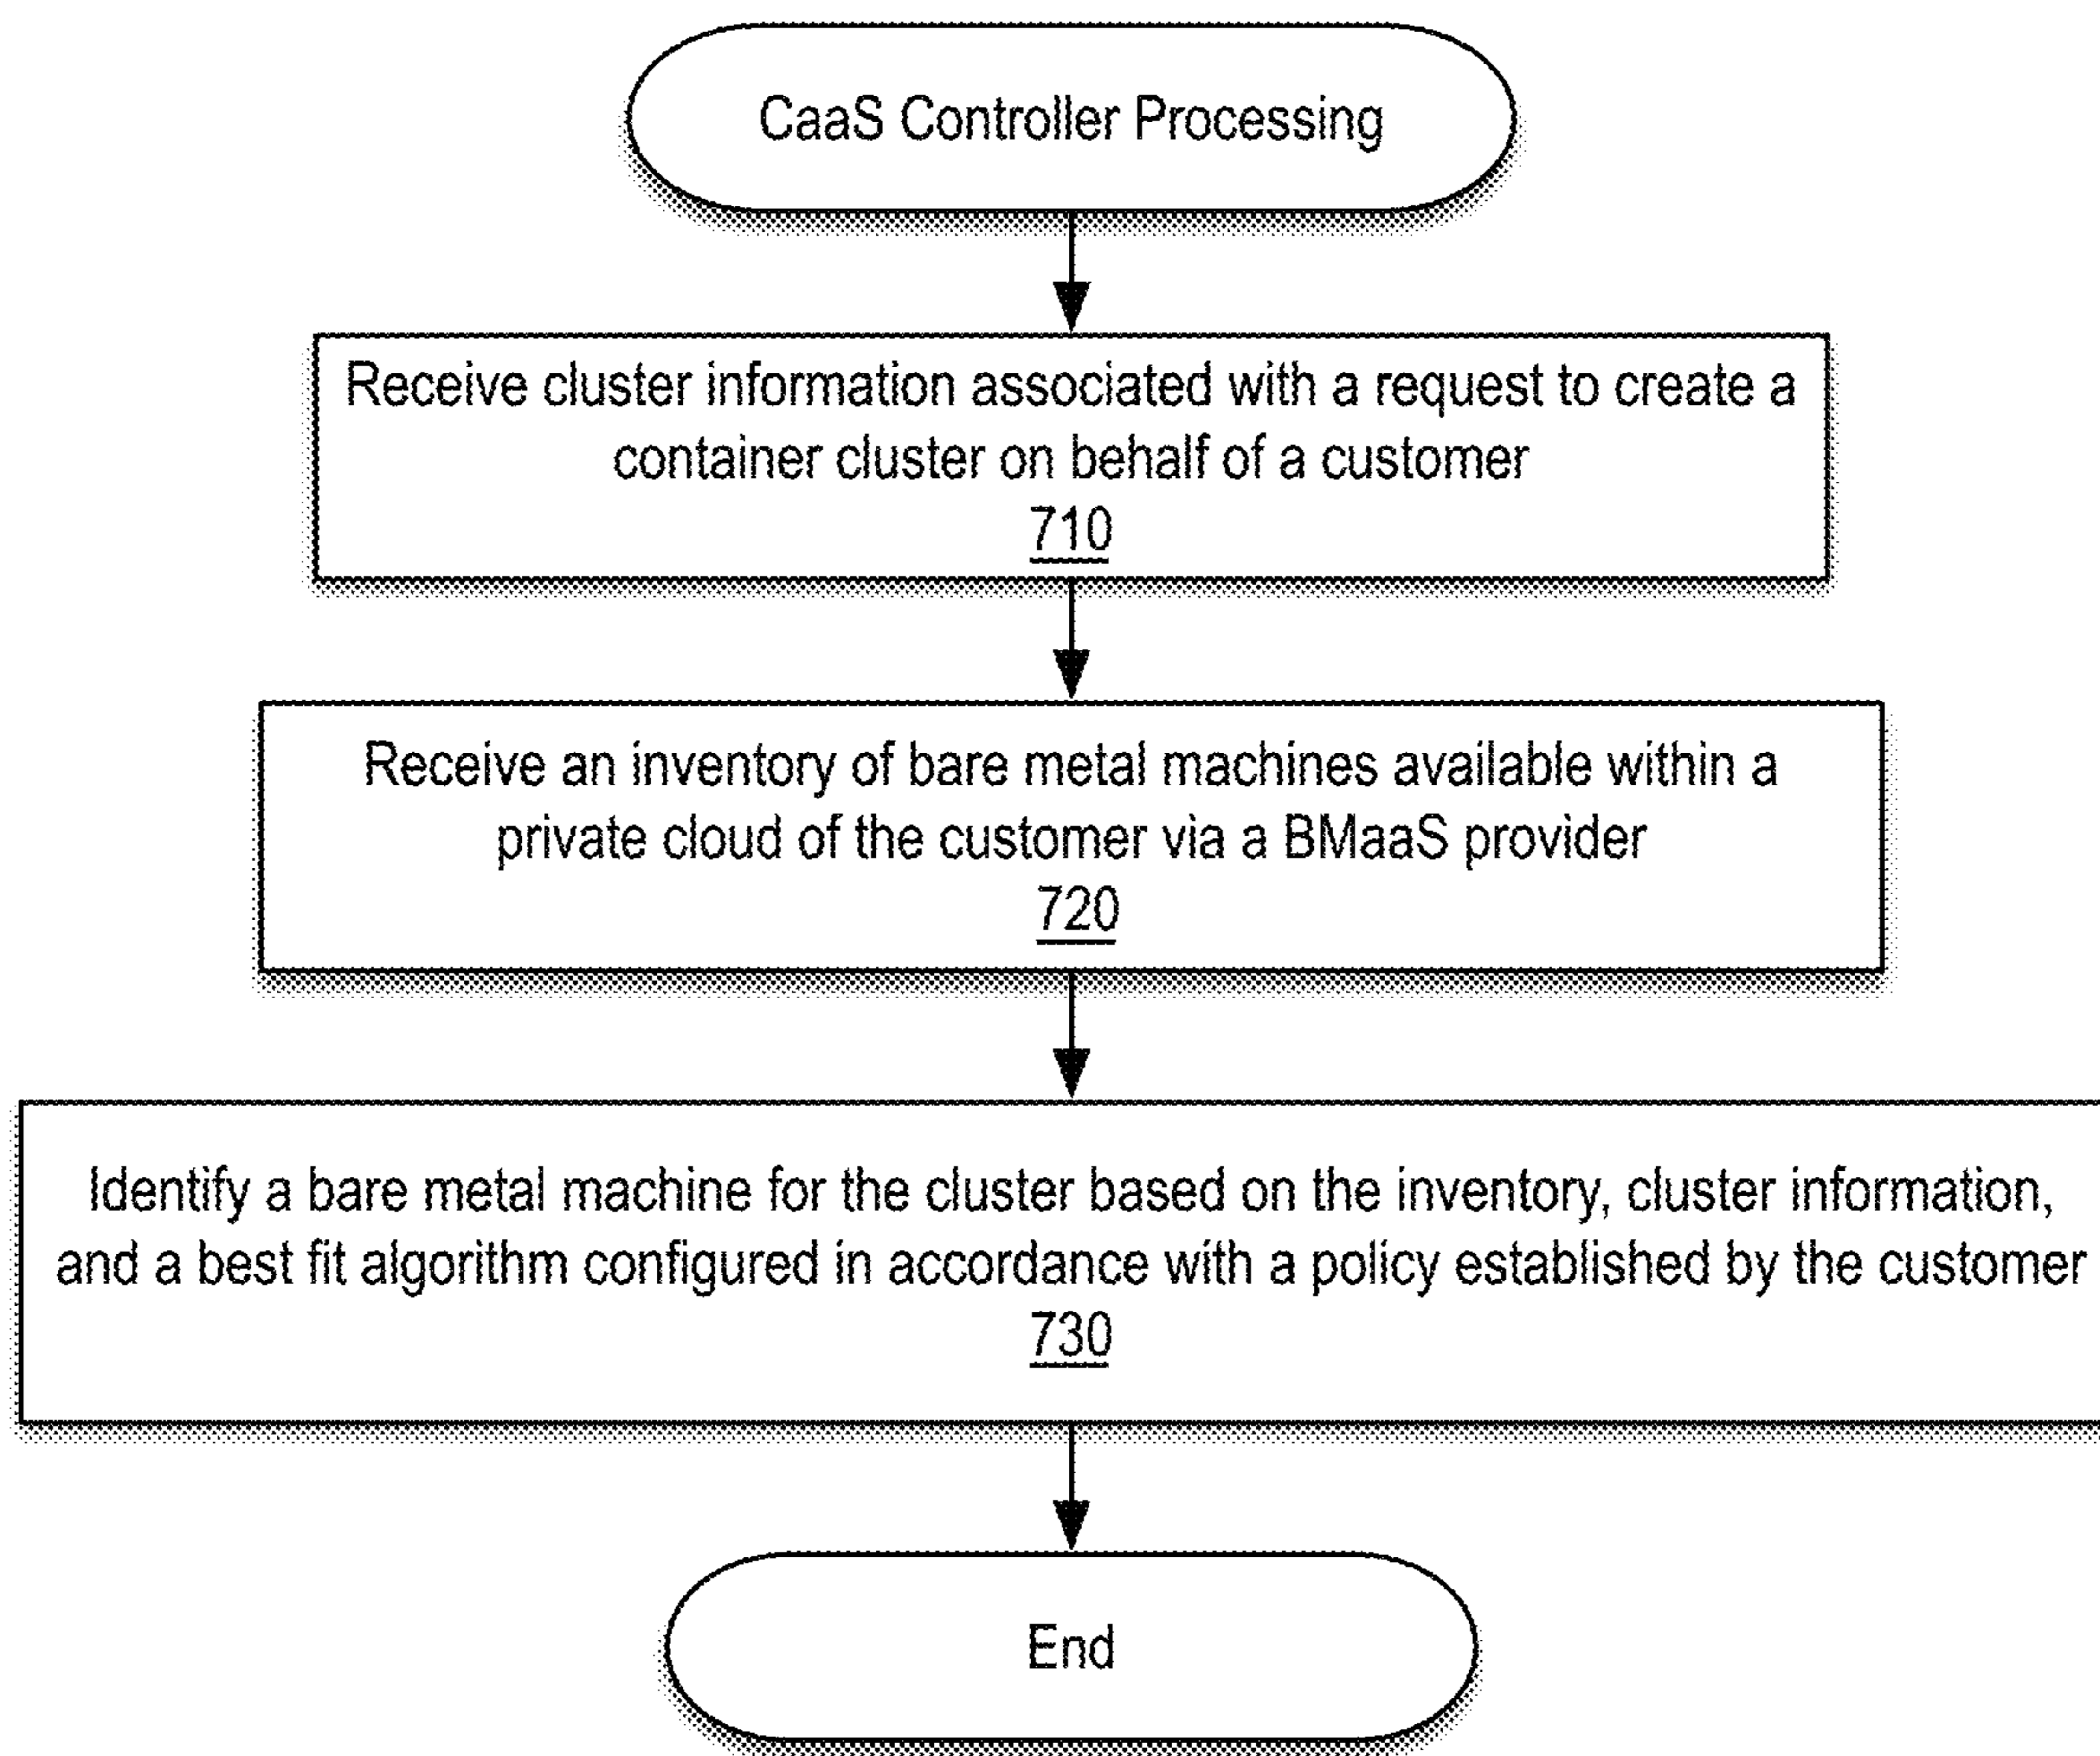 CaaS Controller Processing
Receive cluster information associated with a request to create a
container cluster on behalf of a customer
710
Receive an inventory of bare metal machines available within a
private cloud of the customer via a BMaaS provider
720
Identify a bare metal machine for the cluster based on the inventory, cluster information,
and a best fit algorithm configured in accordance with a policy established by the customer
730
End